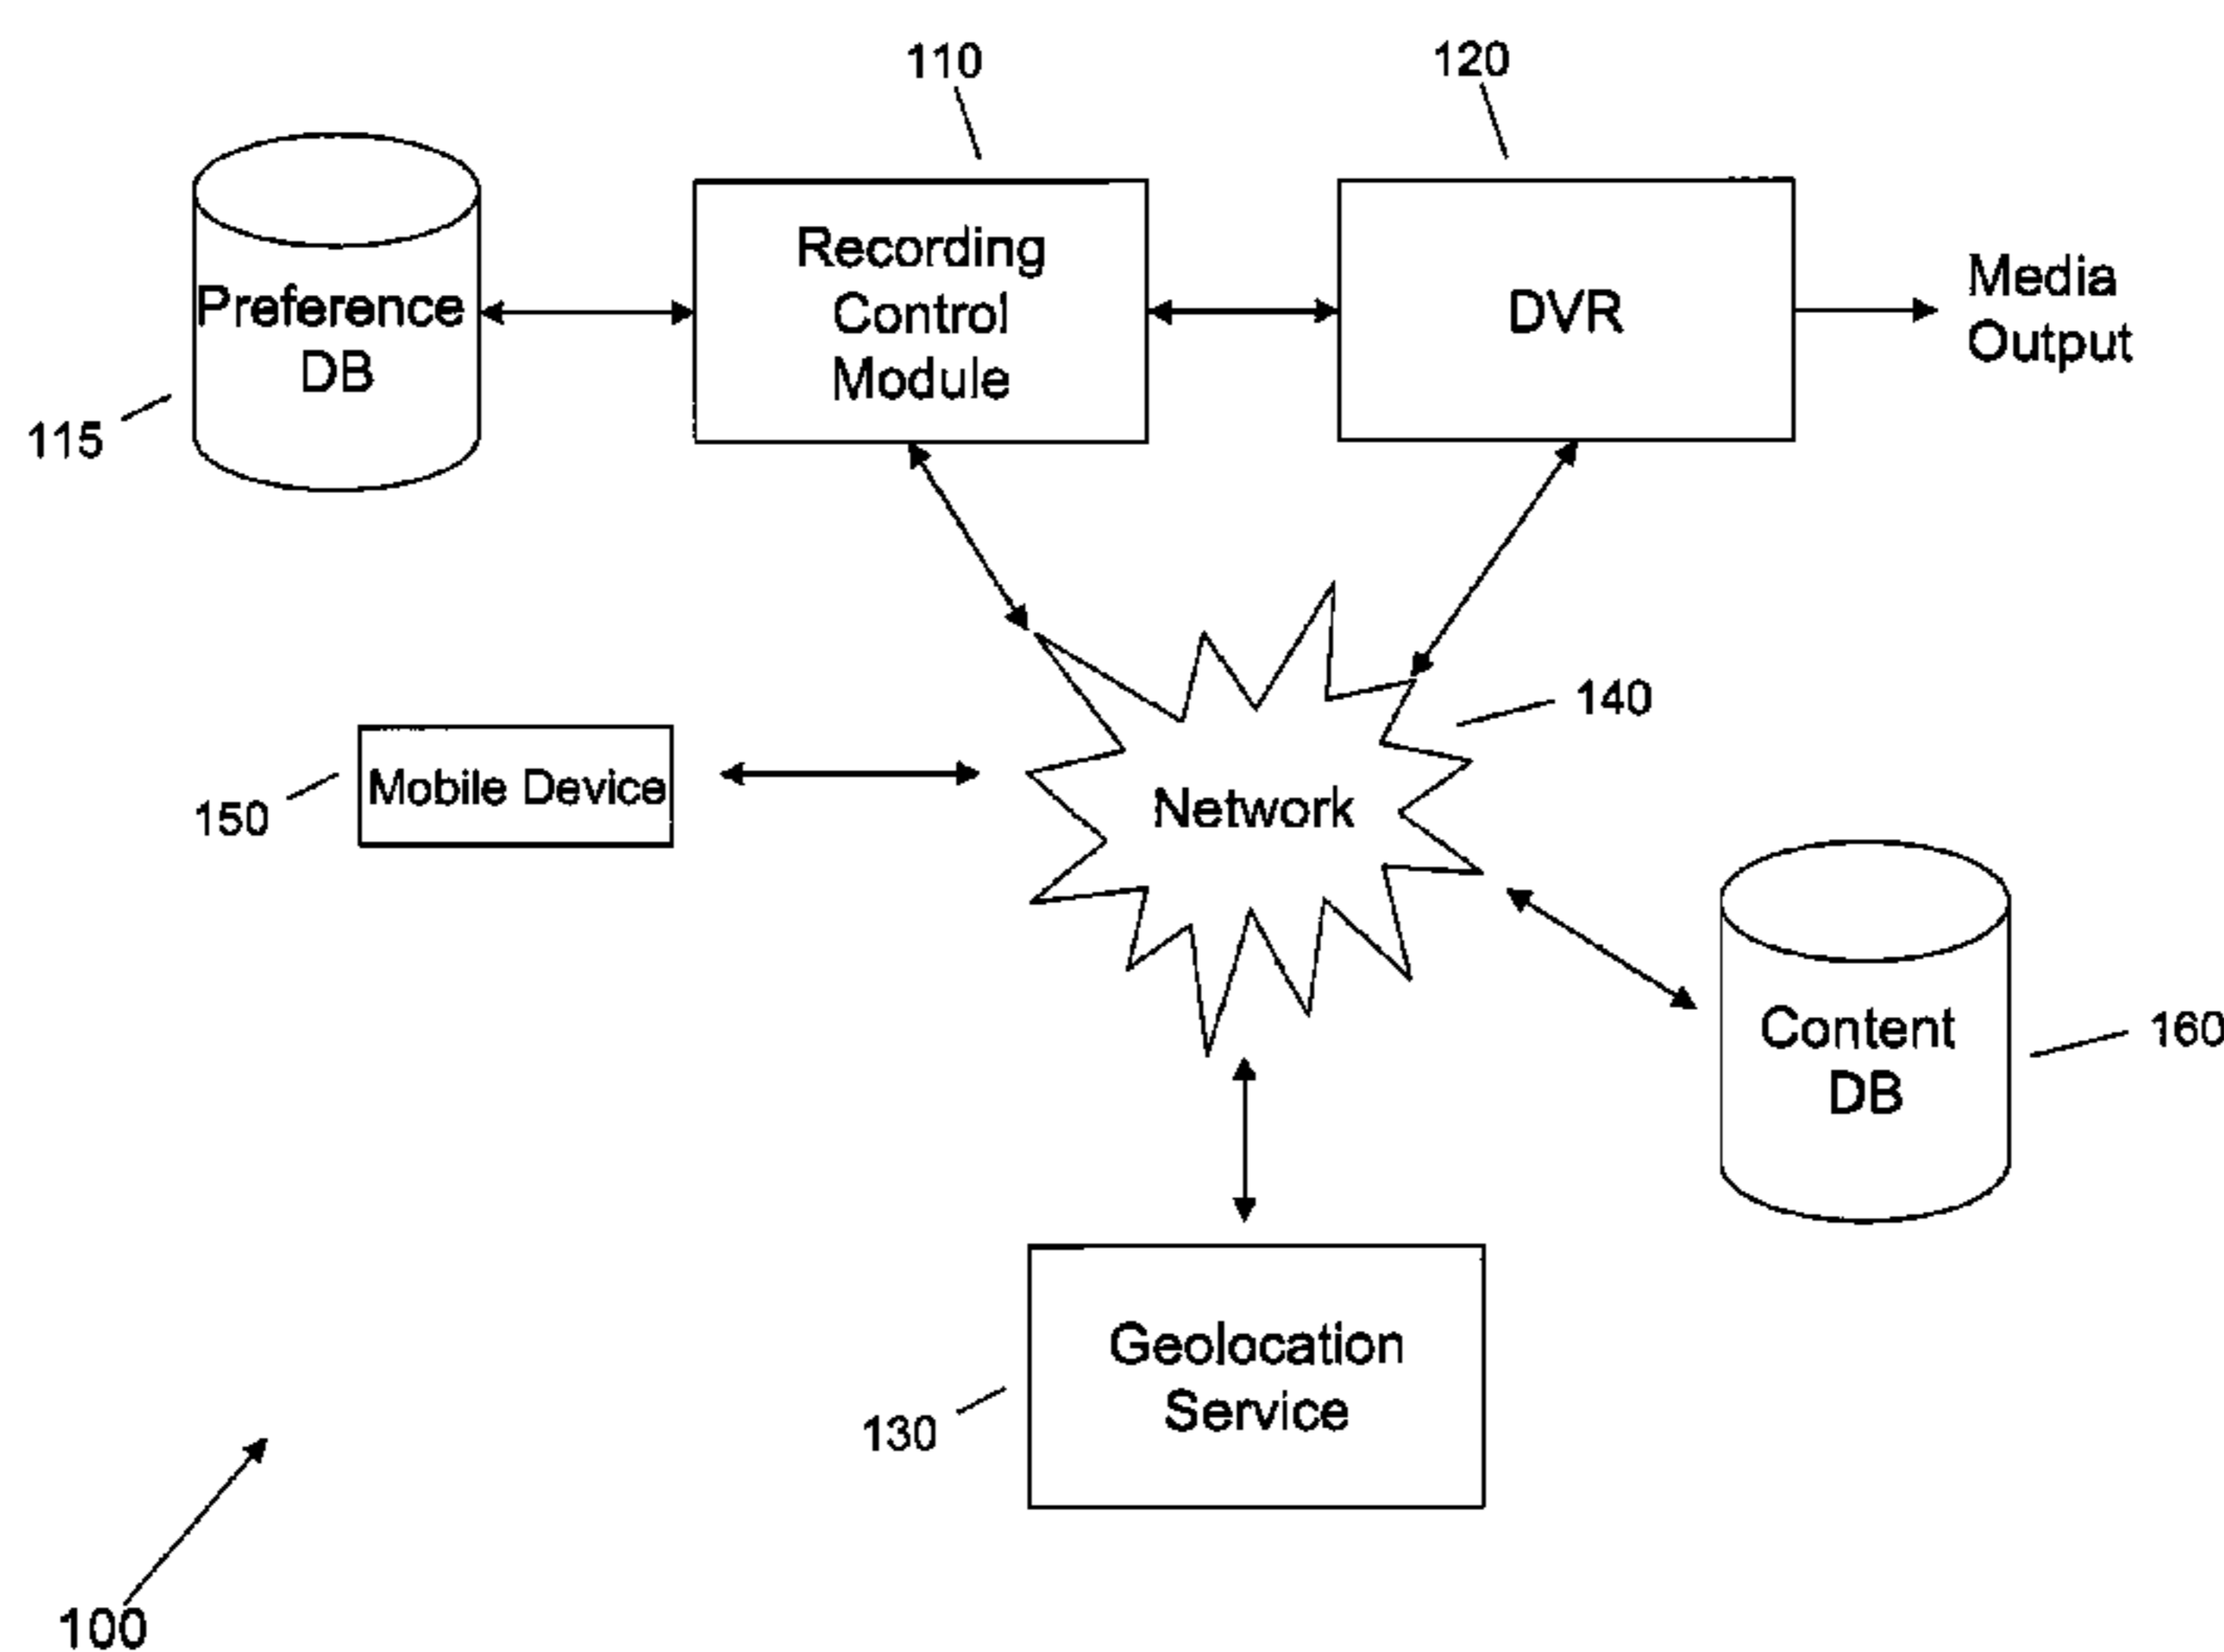 110
120
Preference
DB
115
Recording
Control
Module
DVR
Media
Output
140
Mobile Device
150
Network
Content
DB
160
Geolocation
Service
130
100